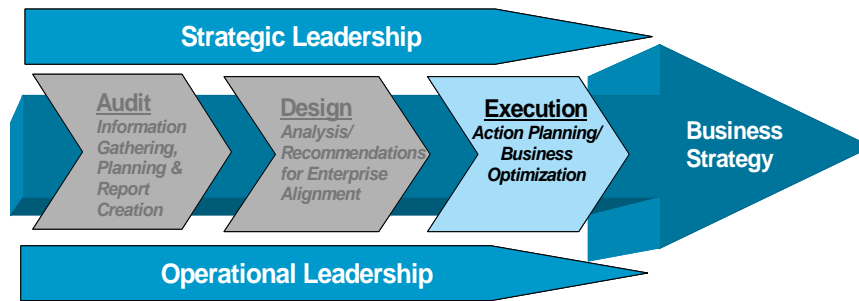 Strategic Leadership
Audit
Information
Gathering,
Planning &
Report
Creation
Design
Analysis/
Recommendations
for Enterprise
Alignment
Execution
Action Planning/
Business
Optimization
Business
Strategy
Operational Leadership